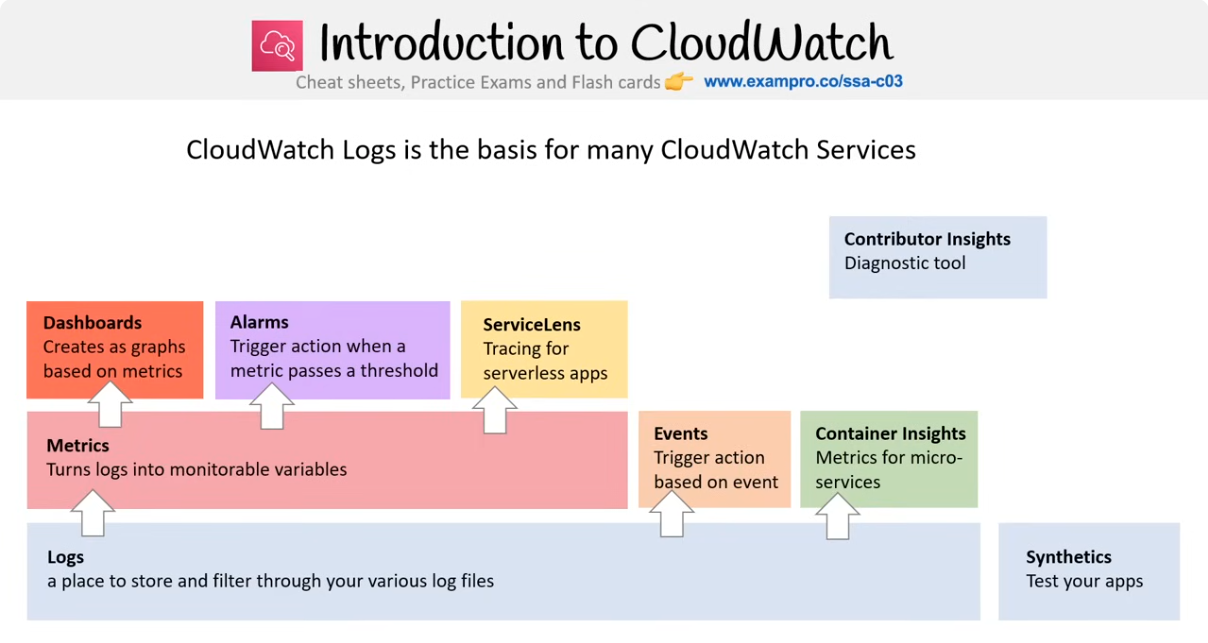 Introduction to CloudWatch
Cheat sheets, Practice Exams and Flash cards 👉 www.exampro.co/ssa-c03
CloudWatch Logs is the basis for many CloudWatch Services
Contributor Insights
Diagnostic tool
Dashboards
Creates as graphs
based on metrics
Alarms
Trigger action when a
metric passes a threshold
ServiceLens
Tracing for
serverless apps
Metrics
Turns logs into monitorable variables
Events
Trigger action
based on event
Container Insights
Metrics for micro-
services
Logs
a place to store and filter through your various log files
Synthetics
Test your apps